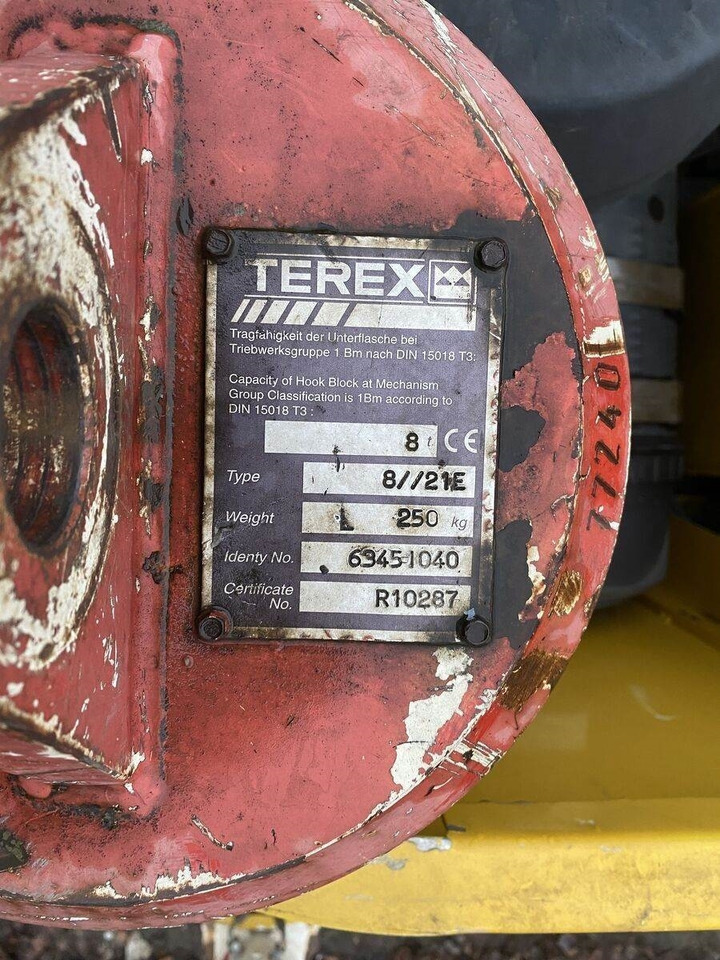 TEREX
Tragfähigkeit der Unterflasche bei
Triebwerksgruppe 1 Bm nach DIN 15018 T3:
Capacity of Hook Block at Mechanism
Group Classification is 1Bm according to
DIN 15018 T3 :
8 t CE
Type 8//21E
Weight L 250 kg
Identy No. 63451040
Certificate No. R10287
77240